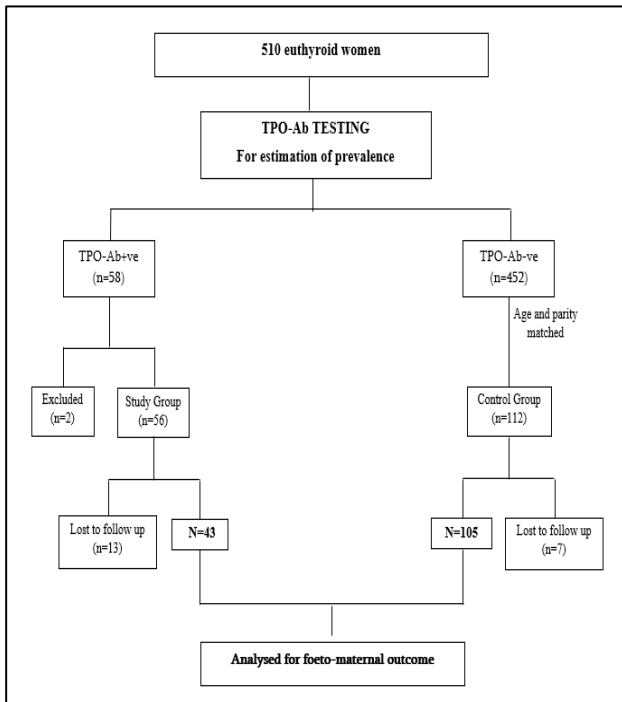 510 euthyroid women
TPO-Ab TESTING
For estimation of prevalence
TPO-Ab+ve
(n=58)
TPO-Ab-ve
(n=452)
Age and parity
matched
Excluded
(n=2)
Study Group
(n=56)
Control Group
(n=112)
Lost to follow up
(n=13)
N=43
N=105
Lost to follow up
(n=7)
Analysed for foeto-maternal outcome